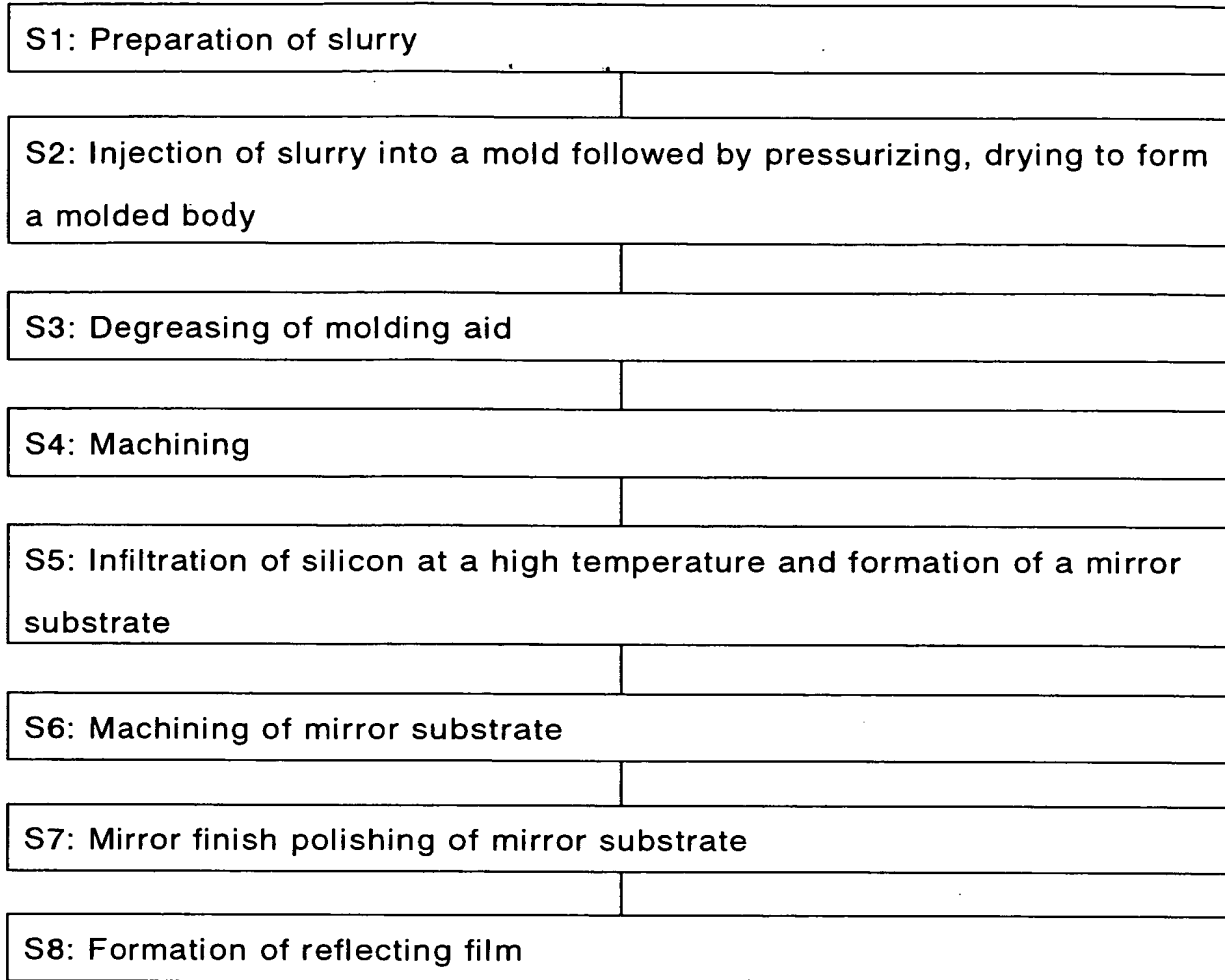 S1: Preparation of slurry
S2: Injection of slurry into a mold followed by pressurizing, drying to form
a molded body
S3: Degreasing of molding aid
S4: Machining
S5: Infiltration of silicon at a high temperature and formation of a mirror
substrate
S6: Machining of mirror substrate
S7: Mirror finish polishing of mirror substrate
S8: Formation of reflecting film